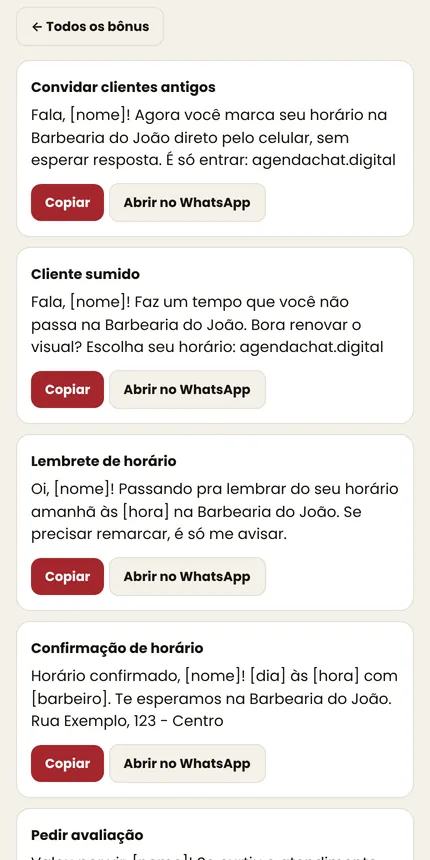 ← Todos os bônus
Convidar clientes antigos
Fala, [nome]! Agora você marca seu horário na
Barbearia do João direto pelo celular, sem
esperar resposta. É só entrar: agendachat.digital
Copiar
Abrir no WhatsApp
Cliente sumido
Fala, [nome]! Faz um tempo que você não
passa na Barbearia do João. Bora renovar o
visual? Escolha seu horário: agendachat.digital
Copiar
Abrir no WhatsApp
Lembrete de horário
Oi, [nome]! Passando pra lembrar do seu horário
amanhã às [hora] na Barbearia do João. Se
precisar remarcar, é só me avisar.
Copiar
Abrir no WhatsApp
Confirmação de horário
Horário confirmado, [nome]! [dia] às [hora] com
[barbeiro]. Te esperamos na Barbearia do João.
Rua Exemplo, 123 - Centro
Copiar
Abrir no WhatsApp
Pedir avaliação